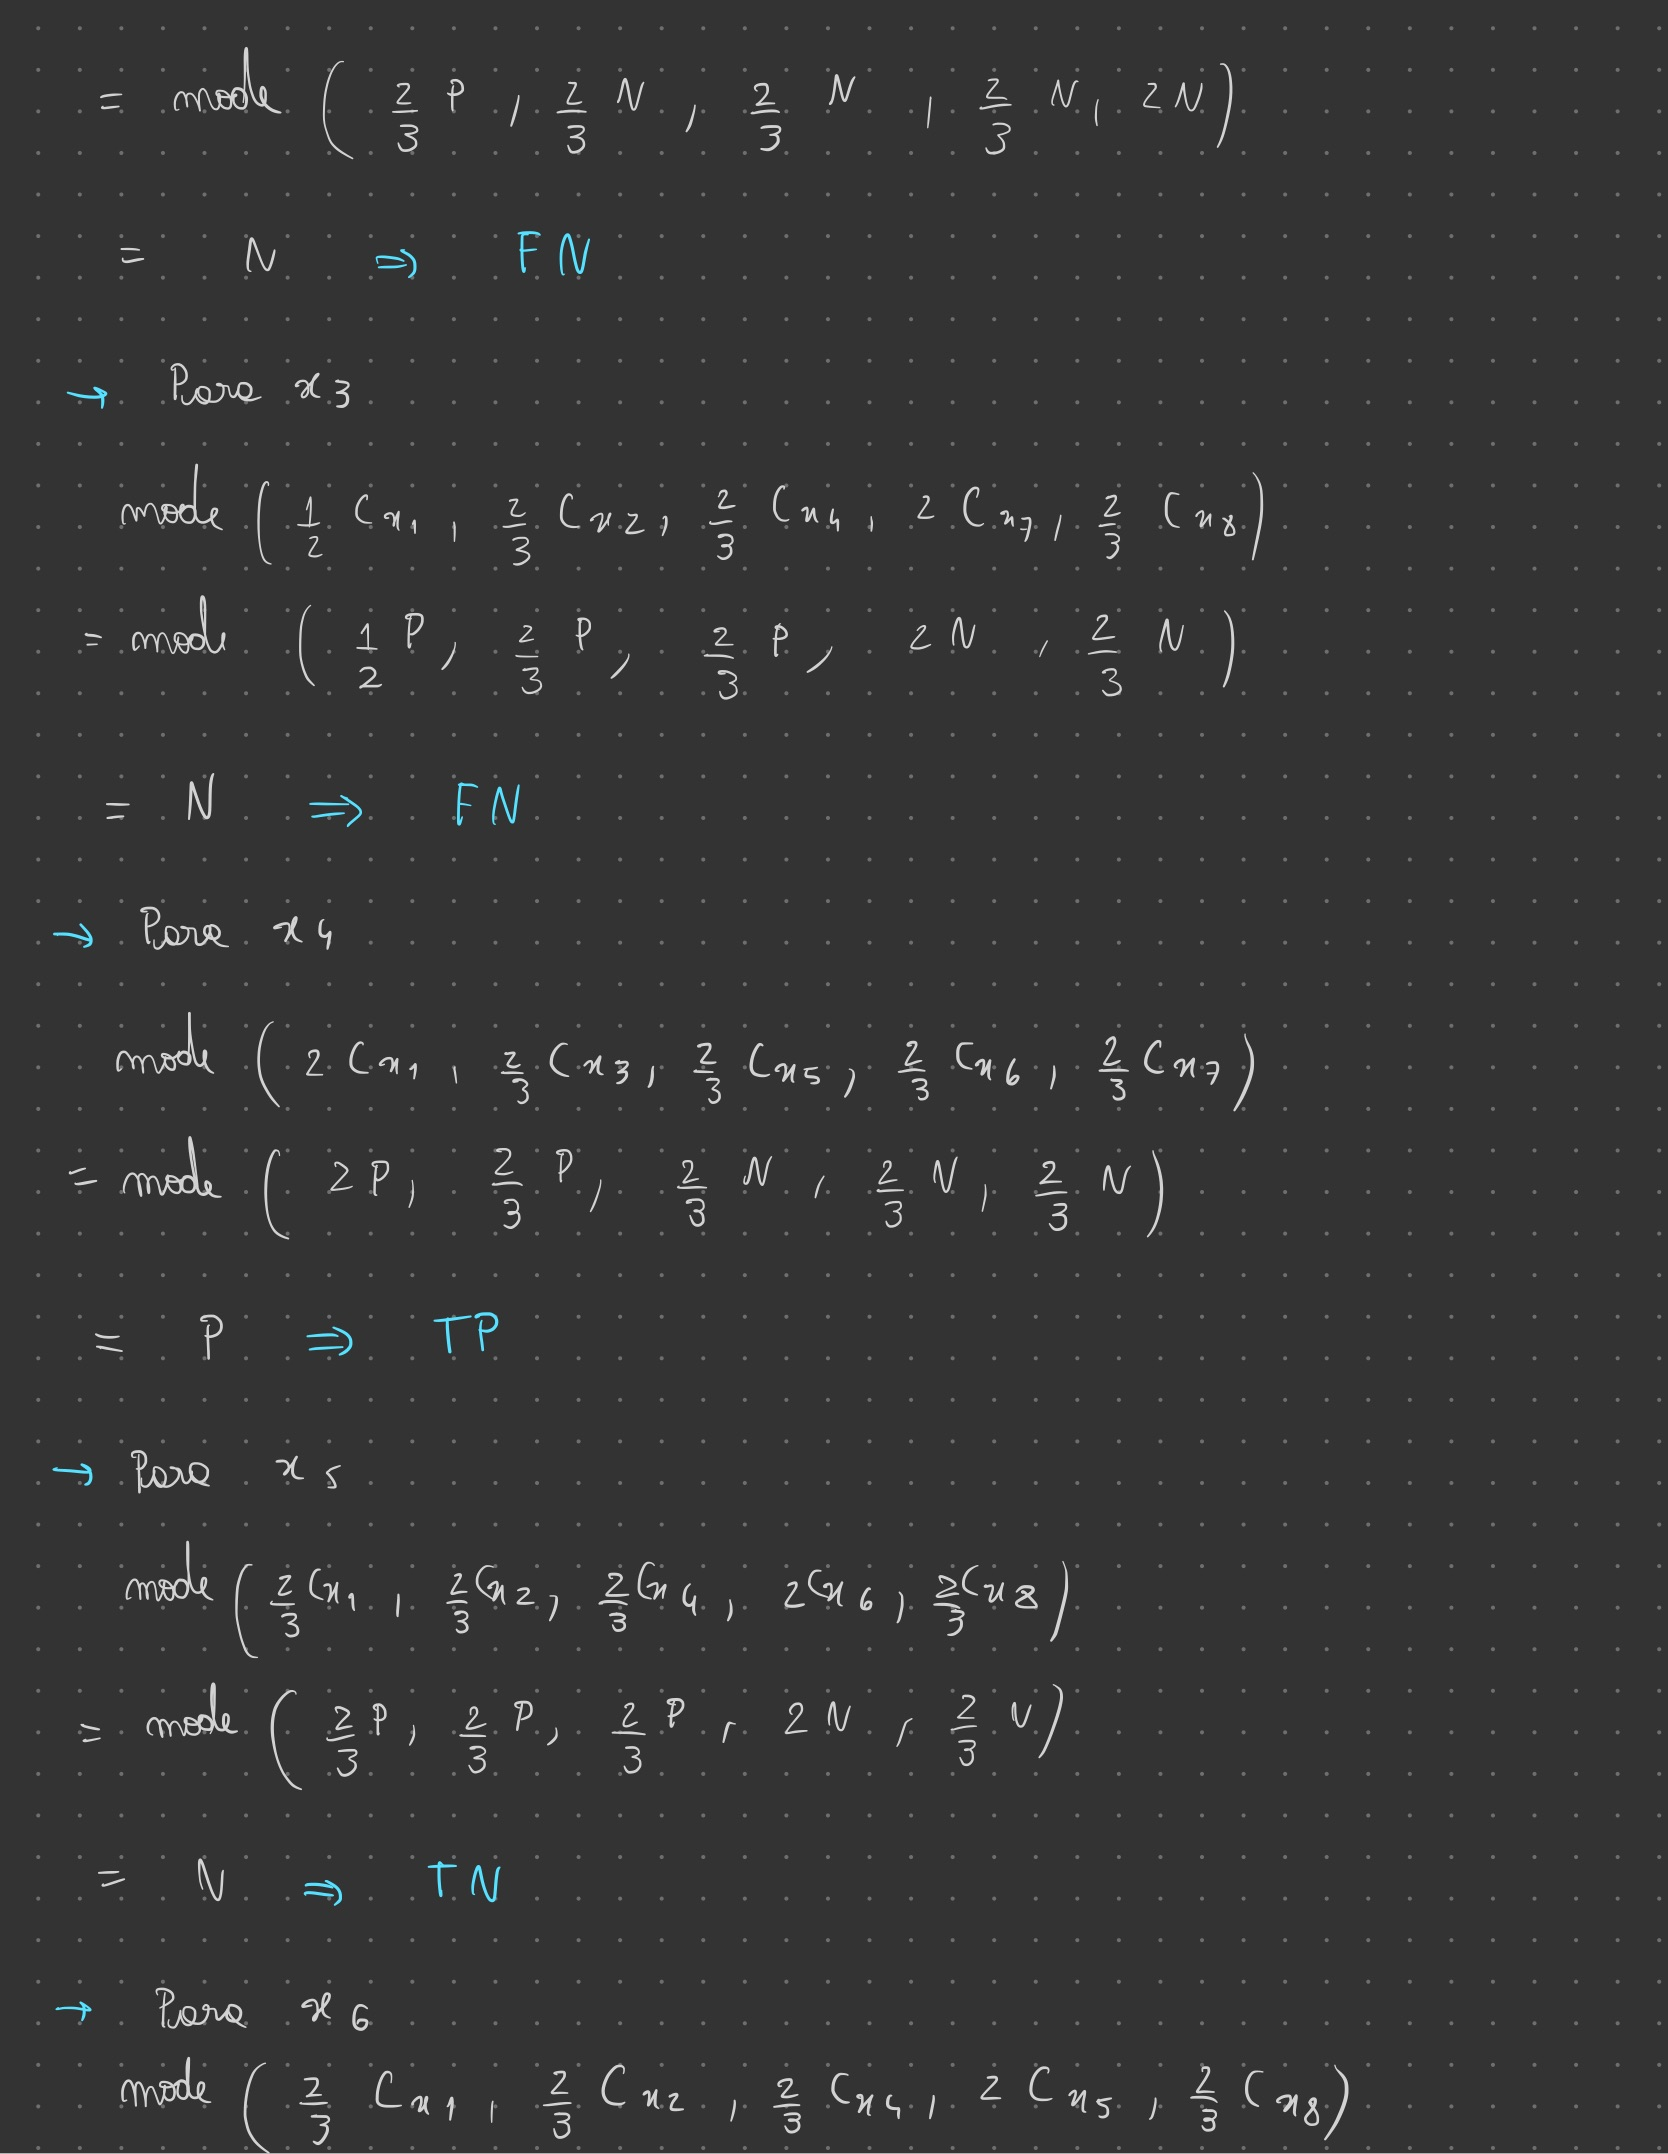 = mode ( 2/3 P , 2/3 N , 2/3 N , 2/3 N , 2N )
= N ⇒ FN
→ Para x3
mode ( 1/2 Cx1 , 2/3 Cx2 , 2/3 Cx4 , 2 Cx7 , 2/3 Cx8 )
= mode ( 1/2 P , 2/3 P , 2/3 P , 2 N , 2/3 N )
= N ⇒ FN
→ Para x4
mode ( 2 Cx1 , 2/3 Cx3 , 2/3 Cx5 , 2/3 Cx6 , 2/3 Cx7 )
= mode ( 2P , 2/3 P , 2/3 N , 2/3 N , 2/3 N )
= P ⇒ TP
→ Para x5
mode ( 2/3 Cx1 , 2/3 Cx2 , 2/3 Cx4 , 2 Cx6 , 2/3 Cx8 )
= mode ( 2/3 P , 2/3 P , 2/3 P , 2 N , 2/3 N )
= N ⇒ TN
→ Para x6
mode ( 2/3 Cx1 , 2/3 Cx2 , 2/3 Cx4 , 2 Cx5 , 2/3 Cx8 )